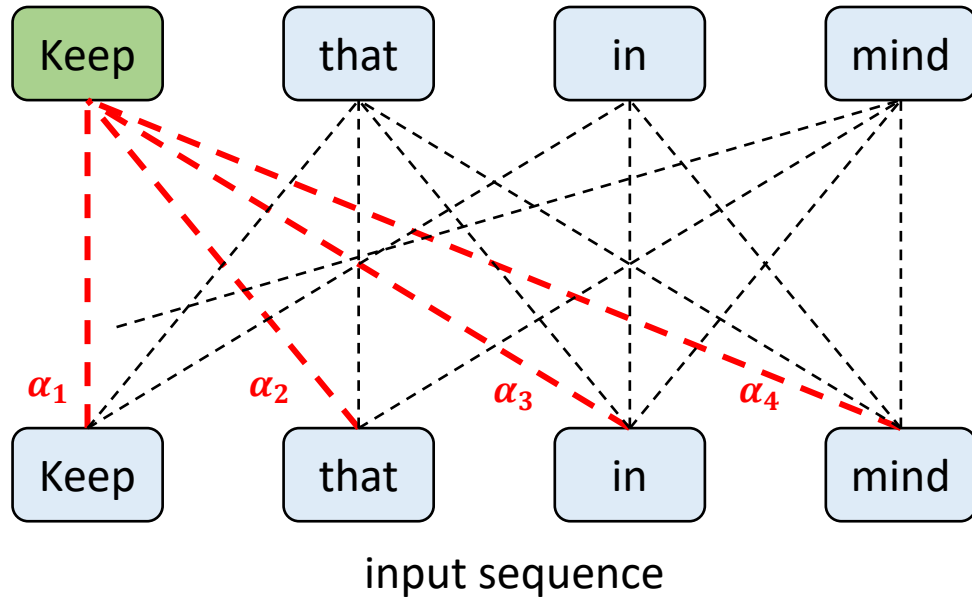 Keep that in mind
α₁ α₂ α₃ α₄
Keep that in mind
input sequence